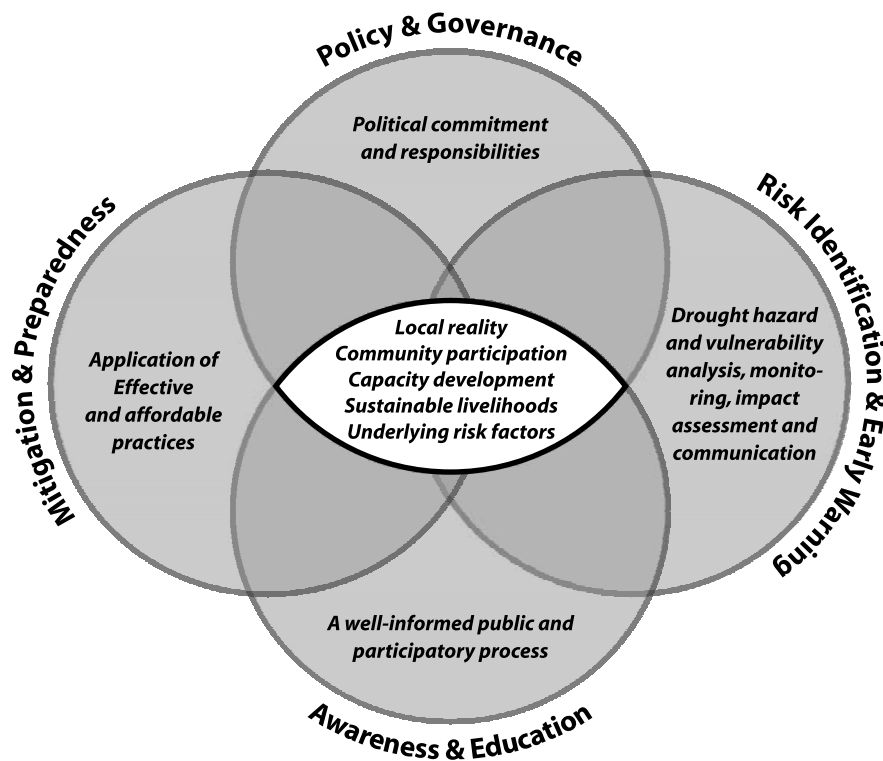 Policy & Governance
Political commitment
and responsibilities
Mitigation & Preparedness
Application of
Effective
and affordable
practices
Local reality
Community participation
Capacity development
Sustainable livelihoods
Underlying risk factors
Risk Identification & Early Warning
Drought hazard
and vulnerability
analysis, monito-
ring, impact
assessment and
communication
A well-informed public and
participatory process
Awareness & Education